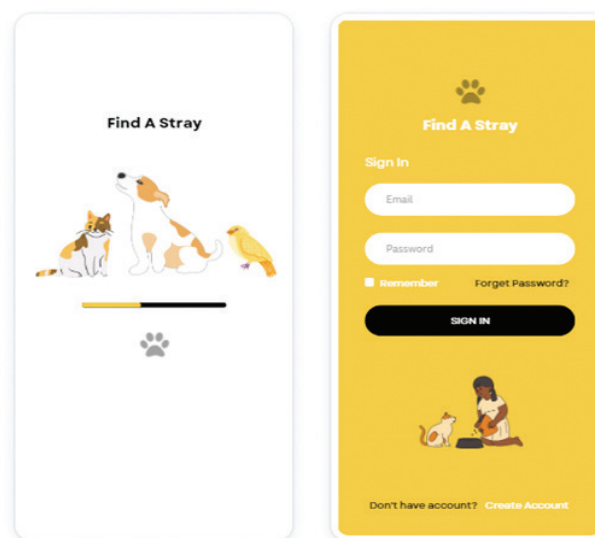 Find A Stray
Find A Stray
Sign In
Email
Password
Remember Forget Password?
SIGN IN
Don't have account? Create Account